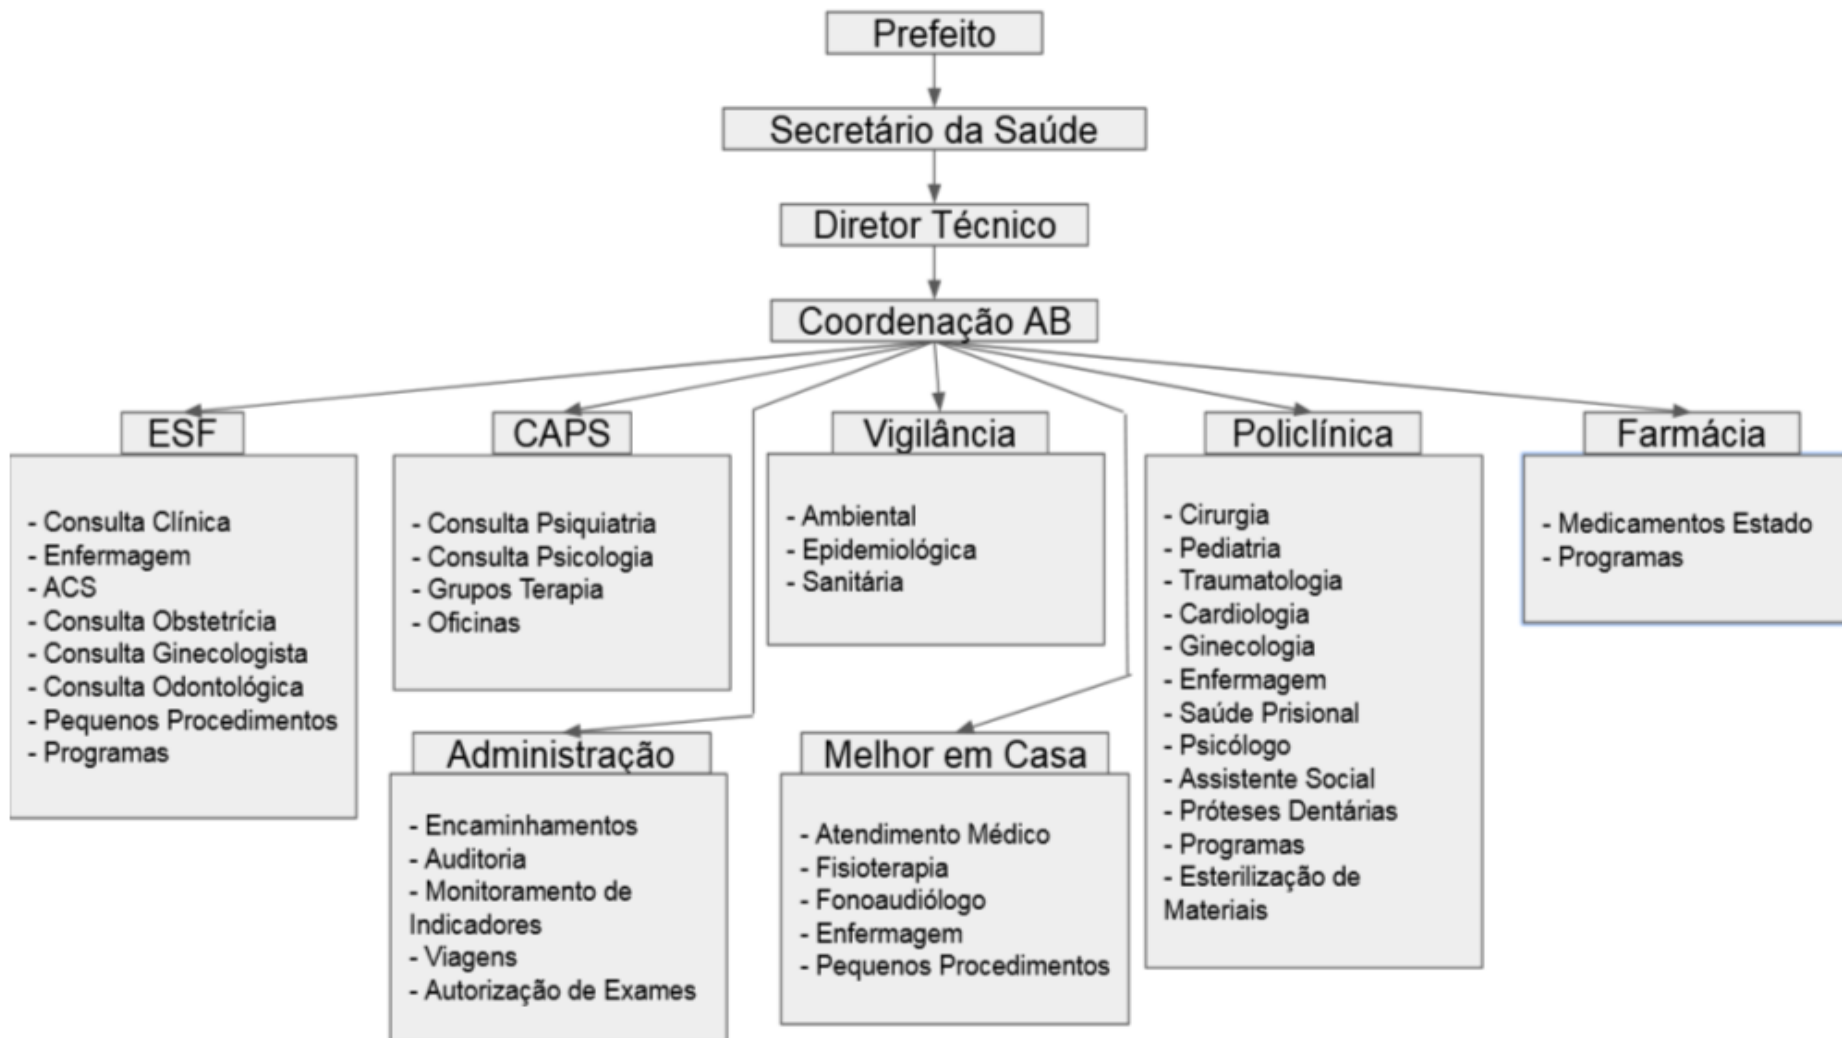 Prefeito
Secretário da Saúde
Diretor Técnico
Coordenação AB
ESF
- Consulta Clínica
- Enfermagem
- ACS
- Consulta Obstetrícia
- Consulta Ginecologista
- Consulta Odontológica
- Pequenos Procedimentos
- Programas
CAPS
- Consulta Psiquiatria
- Consulta Psicologia
- Grupos Terapia
- Oficinas
Vigilância
- Ambiental
- Epidemiológica
- Sanitária
Policlínica
- Cirurgia
- Pediatria
- Traumatologia
- Cardiologia
- Ginecologia
- Enfermagem
- Saúde Prisional
- Psicólogo
- Assistente Social
- Próteses Dentárias
- Programas
- Esterilização de
Materiais
Farmácia
- Medicamentos Estado
- Programas
Administração
- Encaminhamentos
- Auditoria
- Monitoramento de
Indicadores
- Viagens
- Autorização de Exames
Melhor em Casa
- Atendimento Médico
- Fisioterapia
- Fonoaudiólogo
- Enfermagem
- Pequenos Procedimentos